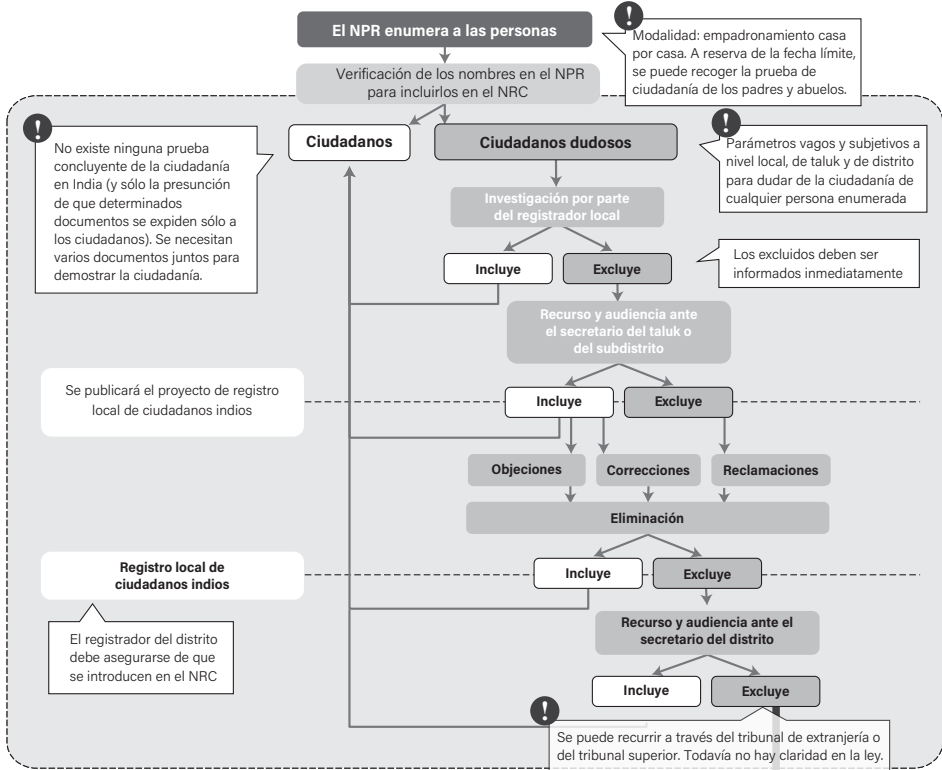 El NPR enumera a las personas
Modalidad: empadronamiento casa
por casa. A reserva de la fecha límite,
se puede recoger la prueba de
ciudadanía de los padres y abuelos.
Verificación de los nombres en el NPR
para incluirlos en el NRC
Ciudadanos
Ciudadanos dudosos
No existe ninguna prueba
concluyente de la ciudadanía
en India (y sólo la presunción
de que determinados
documentos se expiden sólo a
los ciudadanos). Se necesitan
varios documentos juntos para
demostrar la ciudadanía.
Parámetros vagos y subjetivos a
nivel local, de taluk y de distrito
para dudar de la ciudadanía de
cualquier persona enumerada
Investigación por parte
del registrador local
Incluye
Excluye
Los excluidos deben ser
informados inmediatamente
Recurso y audiencia ante
el secretario del taluk o
del subdistrito
Se publicará el proyecto de registro
local de ciudadanos indios
Incluye
Excluye
Objeciones
Correcciones
Reclamaciones
Eliminación
Registro local de
ciudadanos indios
Incluye
Excluye
El registrador del distrito
debe asegurarse de que
se introducen en el NRC
Recurso y audiencia ante el
secretario del distrito
Incluye
Excluye
Se puede recurrir a través del tribunal de extranjería o
del tribunal superior. Todavía no hay claridad en la ley.